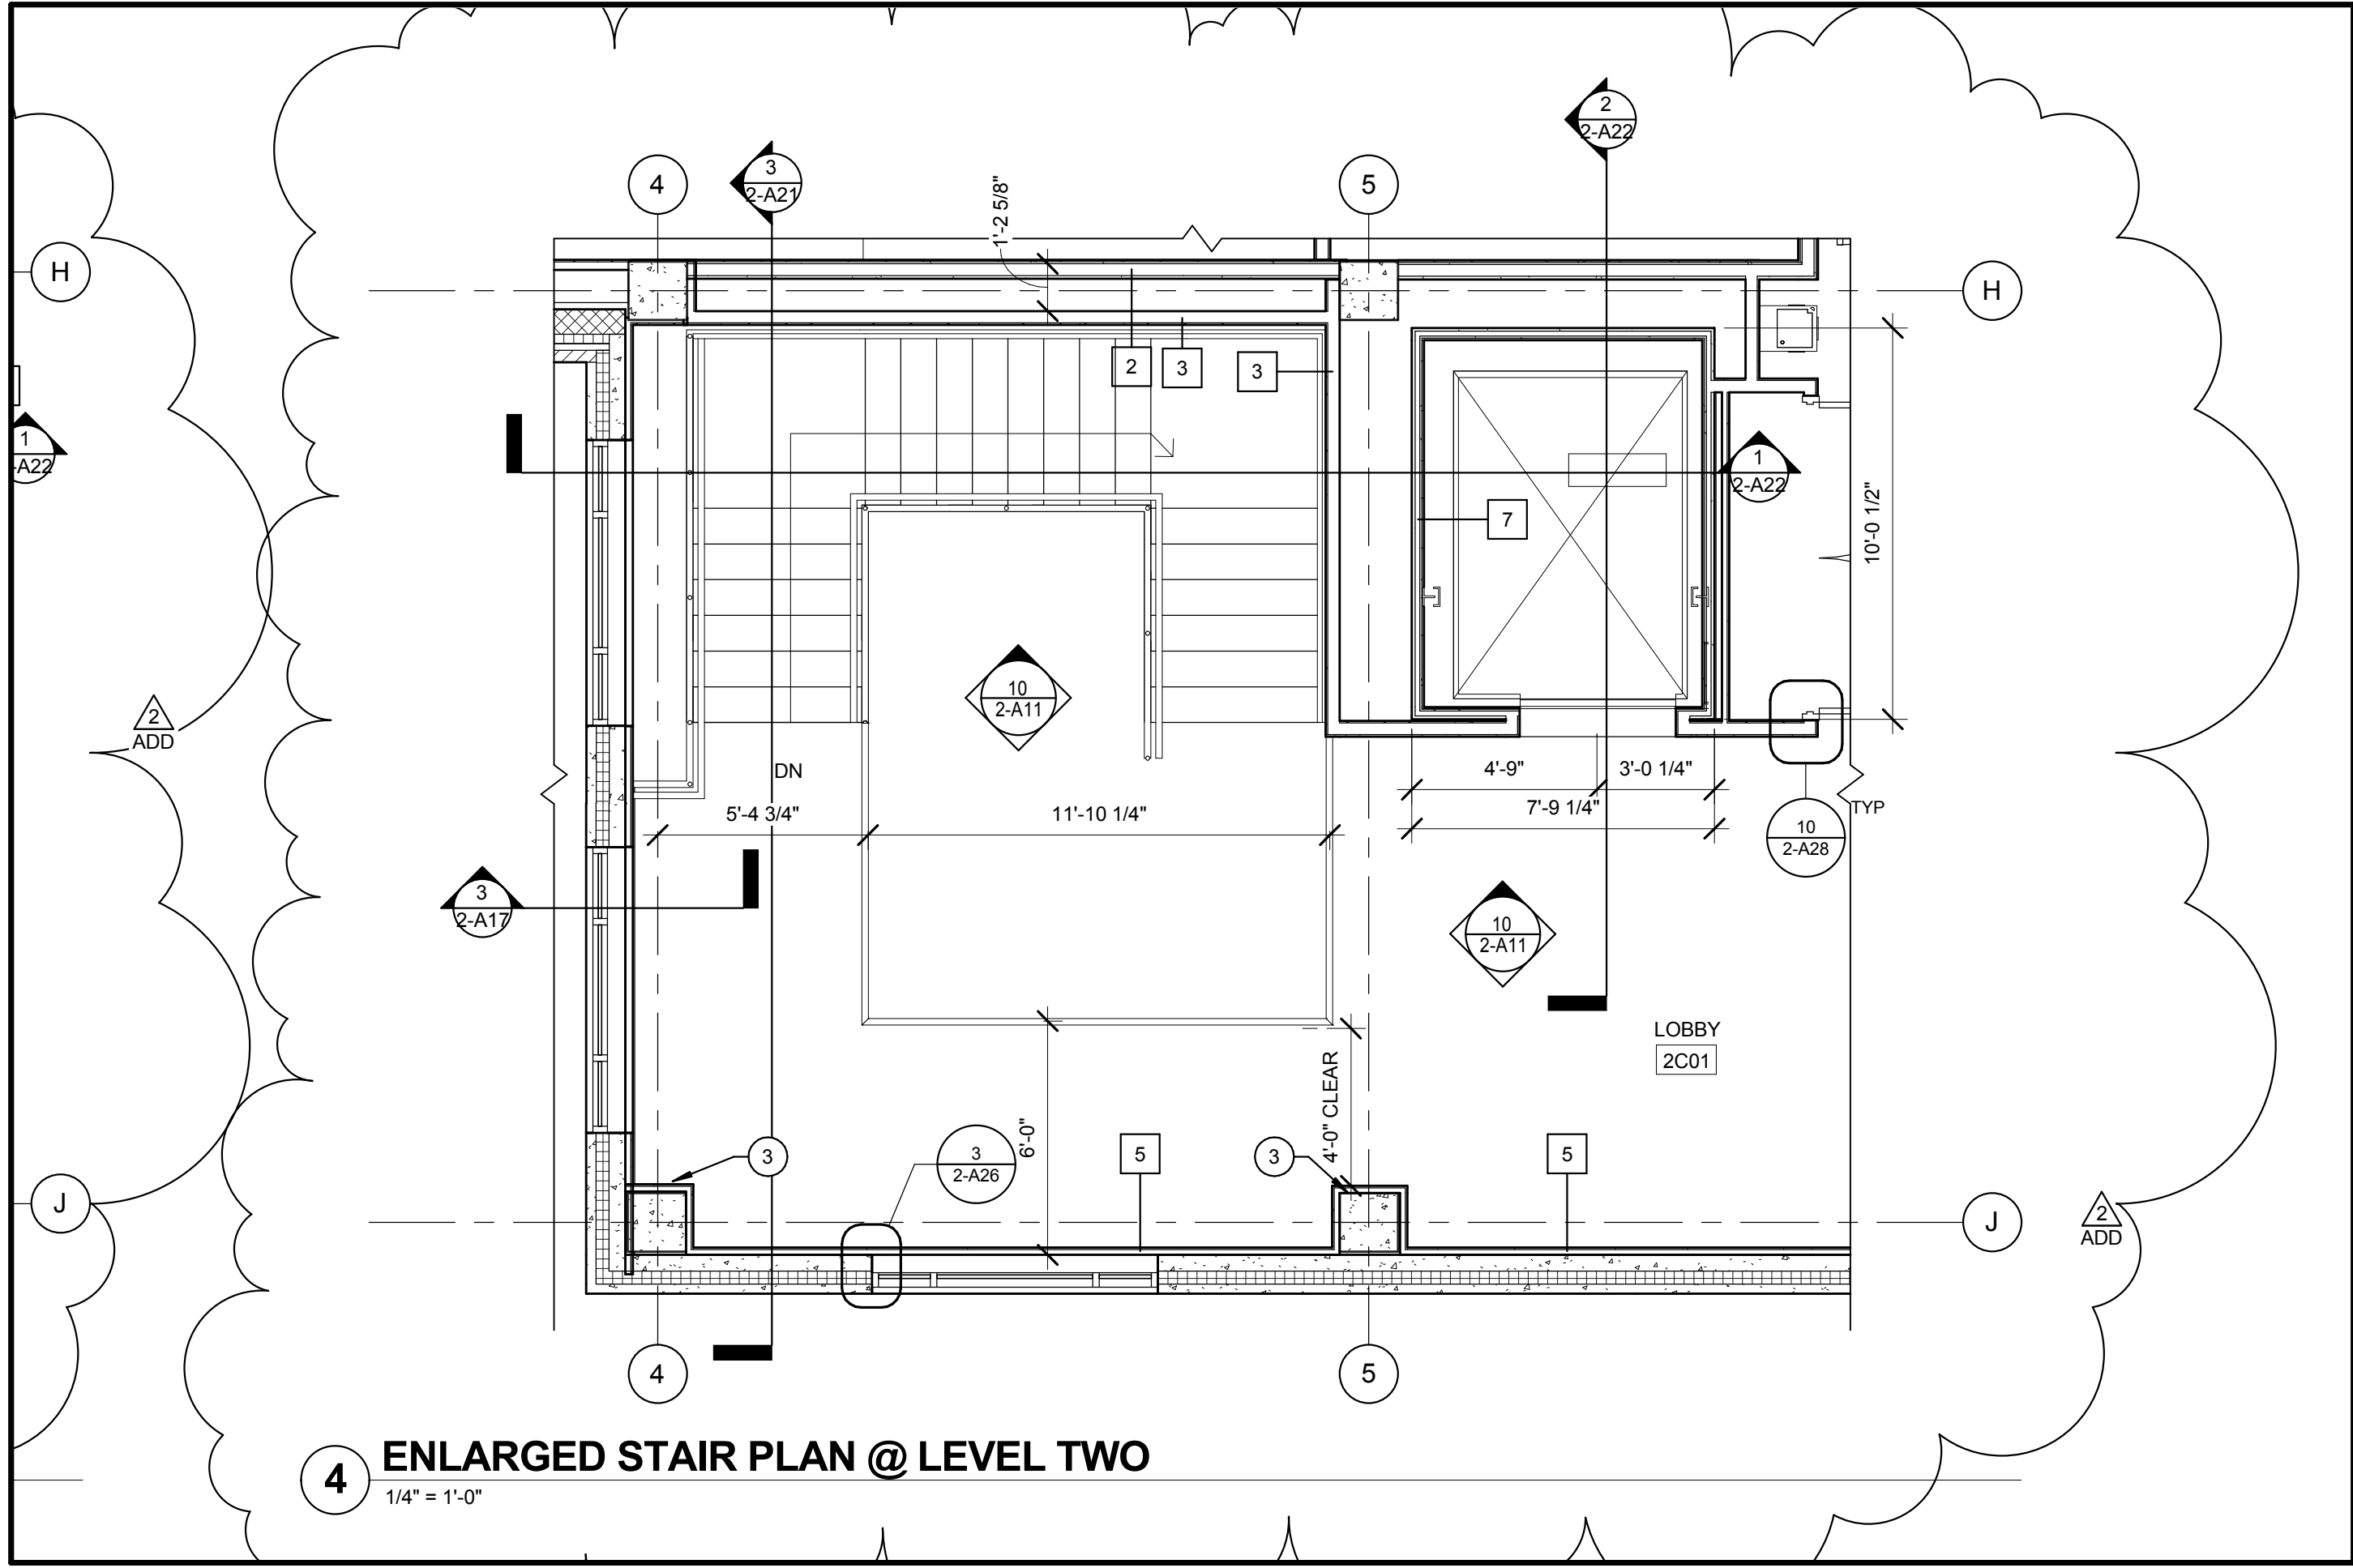 2
2-A22
3
2-A21
4
5
1'-2 5/8"
H
H
2
3
3
1
-A22
1
2-A22
7
10'-0 1/2"
10
2-A11
2
ADD
DN
4'-9"
3'-0 1/4"
5'-4 3/4"
11'-10 1/4"
7'-9 1/4"
TYP
10
2-A28
3
2-A17
10
2-A11
LOBBY
2C01
4'-0" CLEAR
6'-0"
3
3
2-A26
5
3
5
J
J
2
ADD
4
5
4
ENLARGED STAIR PLAN @ LEVEL TWO
1/4" = 1'-0"